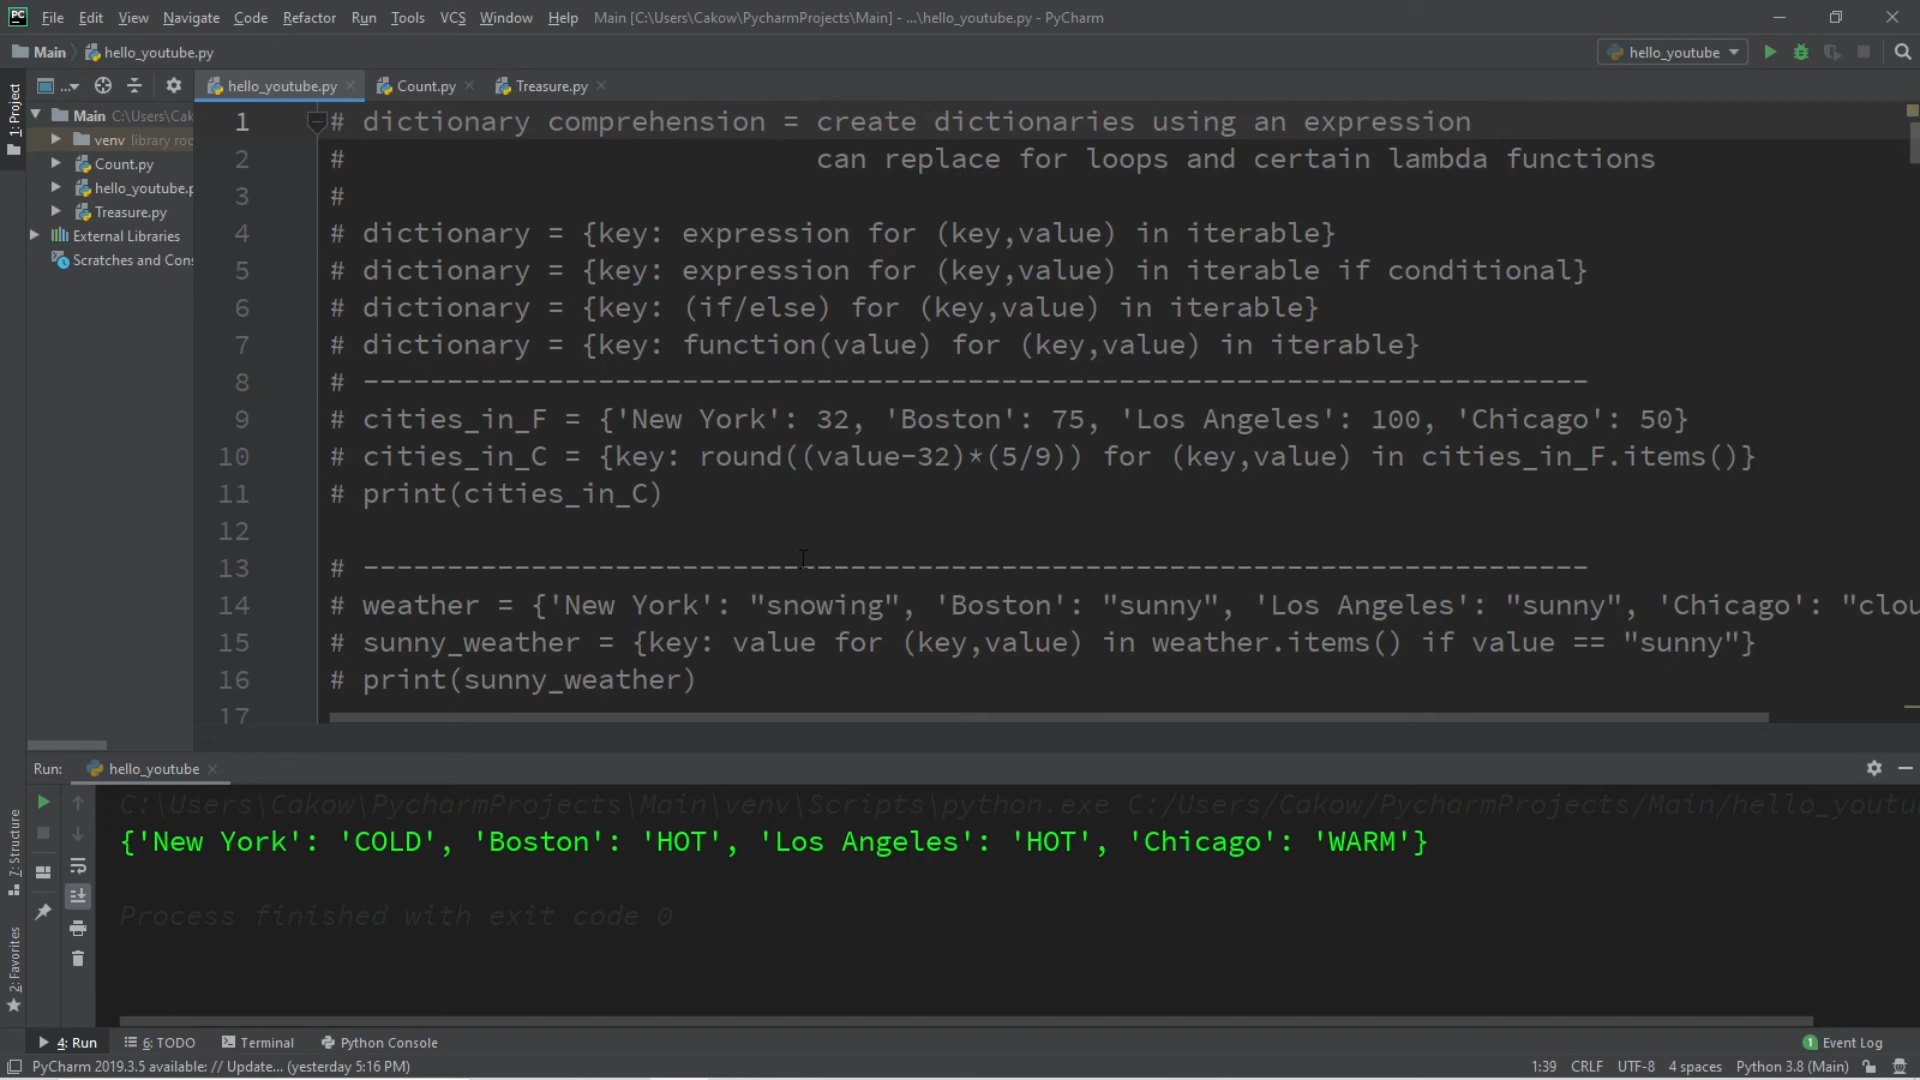 PC File Edit View Navigate Code Refactor Run Tools VCS Window Help Main [C:\Users\Cakow\PycharmProjects\Main] - ...\hello_youtube.py - PyCharm
Main hello_youtube.py hello_youtube
1: Project
... hello_youtube.py Count.py Treasure.py
Main C:\Users\Cak
venv library roo
Count.py
hello_youtube.p
Treasure.py
External Libraries
Scratches and Cons
1 # dictionary comprehension = create dictionaries using an expression
2 # can replace for loops and certain lambda functions
3 #
4 # dictionary = {key: expression for (key,value) in iterable}
5 # dictionary = {key: expression for (key,value) in iterable if conditional}
6 # dictionary = {key: (if/else) for (key,value) in iterable}
7 # dictionary = {key: function(value) for (key,value) in iterable}
8 # -------------------------------------------------------------------------
9 # cities_in_F = {'New York': 32, 'Boston': 75, 'Los Angeles': 100, 'Chicago': 50}
10 # cities_in_C = {key: round((value-32)*(5/9)) for (key,value) in cities_in_F.items()}
11 # print(cities_in_C)
12
13 # -------------------------------------------------------------------------
14 # weather = {'New York': "snowing", 'Boston': "sunny", 'Los Angeles': "sunny", 'Chicago': "clou
15 # sunny_weather = {key: value for (key,value) in weather.items() if value == "sunny"}
16 # print(sunny_weather)
17
Run: hello_youtube
C:\Users\Cakow\PycharmProjects\Main\venv\Scripts\python.exe C:/Users/Cakow/PycharmProjects/Main/hello_youtu
{'New York': 'COLD', 'Boston': 'HOT', 'Los Angeles': 'HOT', 'Chicago': 'WARM'}
Process finished with exit code 0
7: Structure
2: Favorites
4: Run 6: TODO Terminal Python Console 1 Event Log
PyCharm 2019.3.5 available: // Update... (yesterday 5:16 PM) 1:39 CRLF UTF-8 4 spaces Python 3.8 (Main)